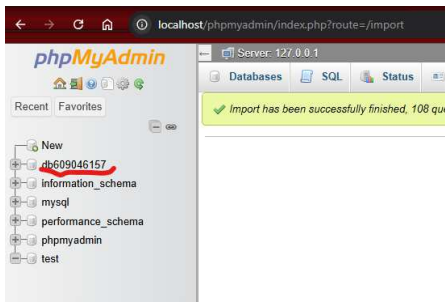 localhost/phpmyadmin/index.php?route=/import
phpMyAdmin
Recent Favorites
New
db609046157
information_schema
mysql
performance_schema
phpmyadmin
test
Server: 127.0.0.1
Databases SQL Status
Import has been successfully finished, 108